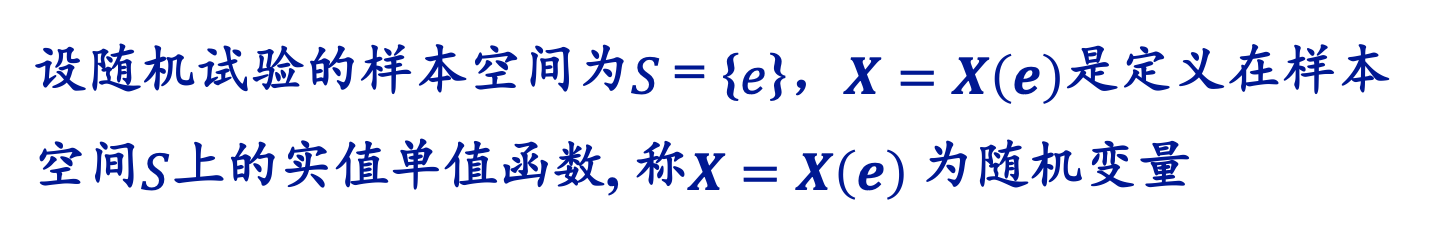 设随机试验的样本空间为S = {e}，X = X(e)是定义在样本
空间S上的实值单值函数, 称X = X(e) 为随机变量